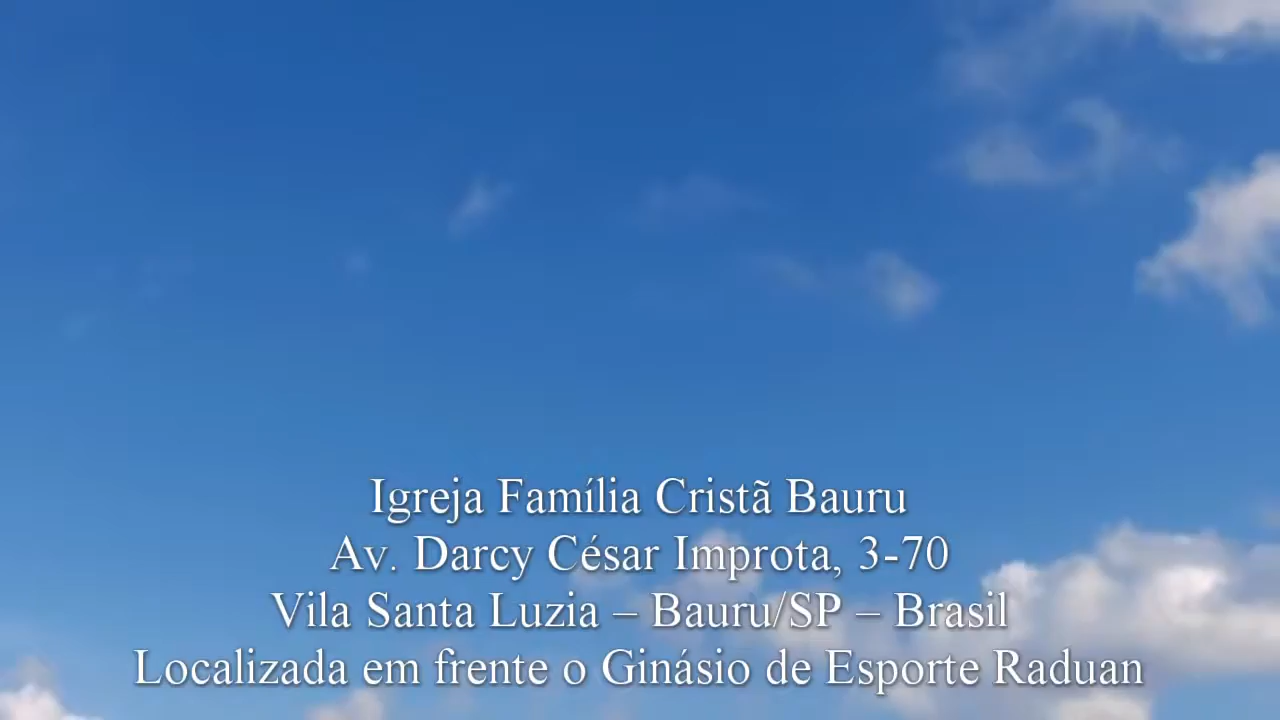 Igreja Família Cristã Bauru
Av. Darcy César Improta, 3-70
Vila Santa Luzia – Bauru/SP – Brasil
Localizada em frente o Ginásio de Esporte Raduan